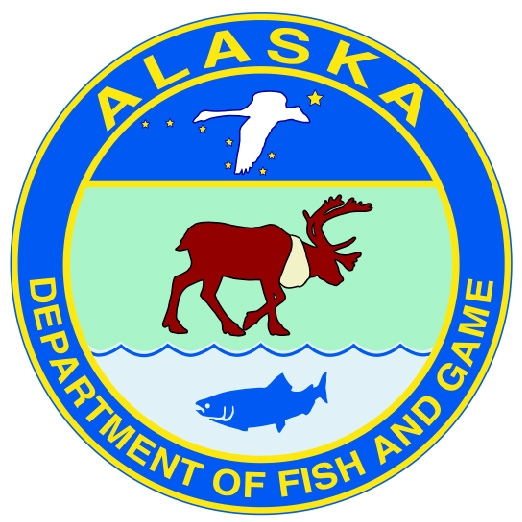 ALASKA
DEPARTMENT OF FISH AND GAME